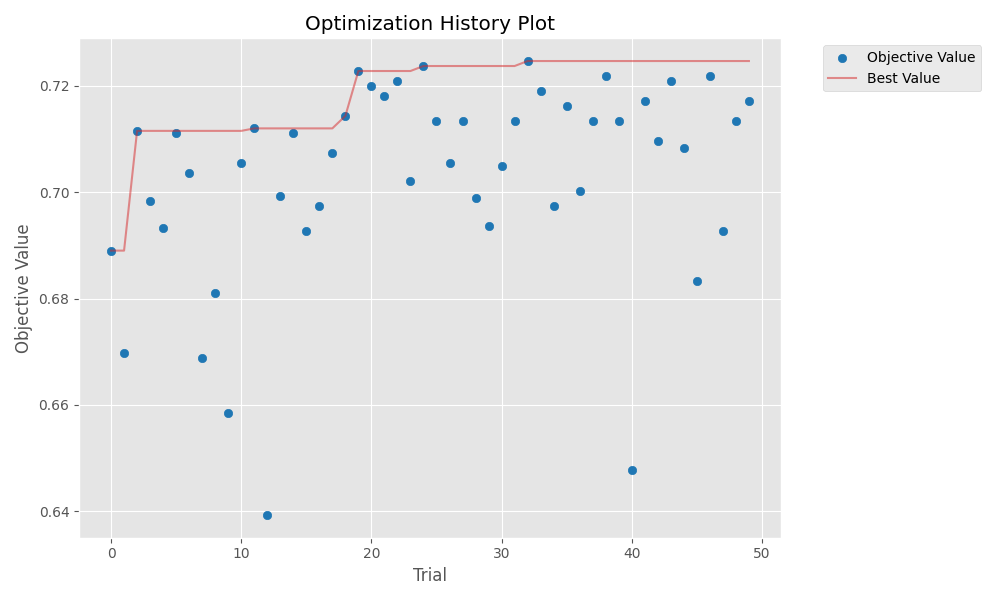 Optimization History Plot
Objective Value
Best Value
0.72
0.70
0.68
0.66
0.64
Objective Value
0
10
20
30
40
50
Trial